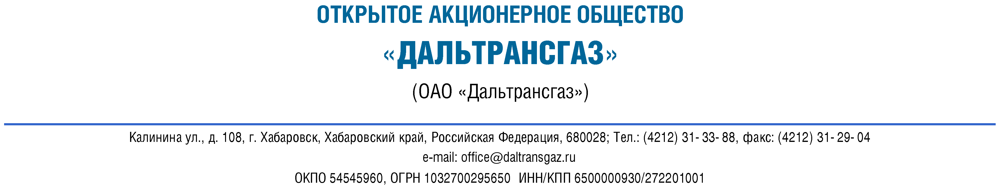 ОТКРЫТОЕ АКЦИОНЕРНОЕ ОБЩЕСТВО
«ДАЛЬТРАНСГАЗ»
(ОАО «Дальтрансгаз»)
Калинина ул., д. 108, г. Хабаровск, Хабаровский край, Российская Федерация, 680028; Тел.: (4212) 31-33-88, факс: (4212) 31-29-04
e-mail: office@daltransgaz.ru
ОКПО 54545960, ОГРН 1032700295650 ИНН/КПП 6500000930/272201001